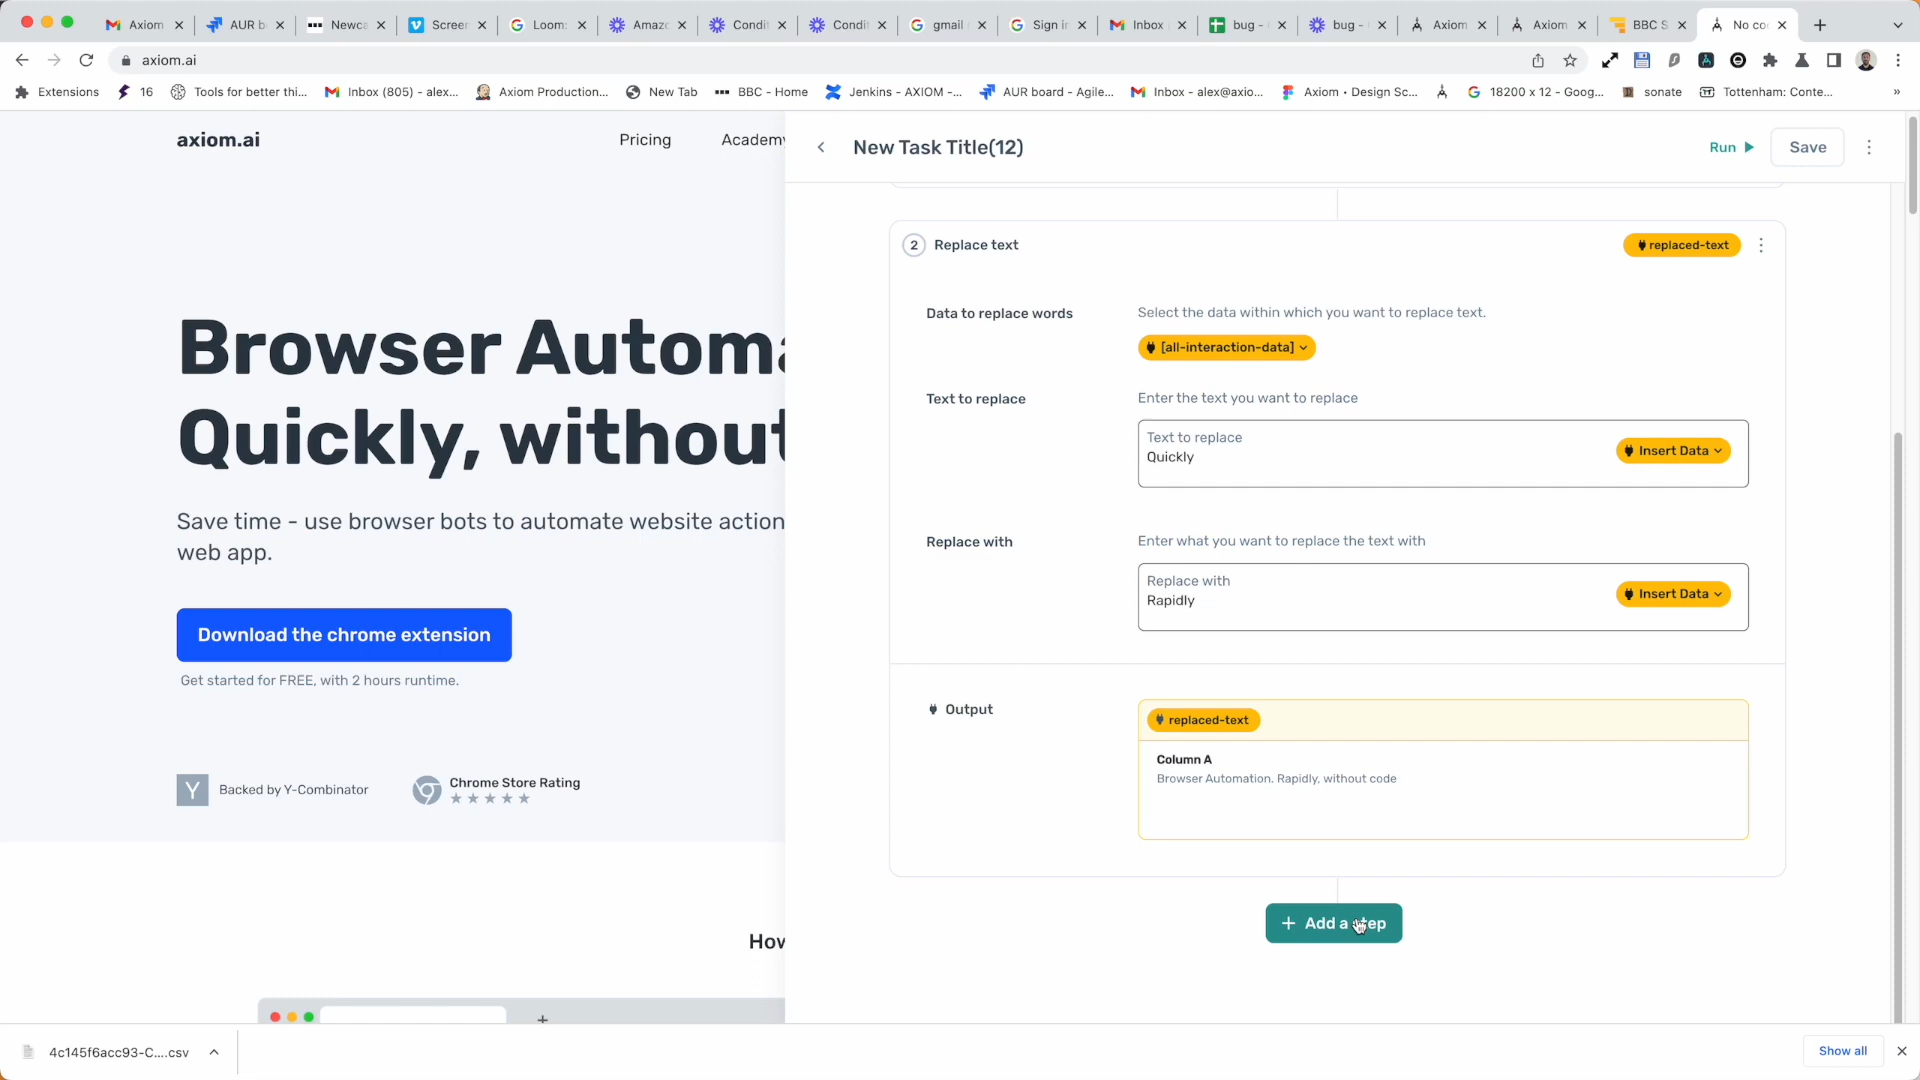 Axiom
AUR b
Newca
Screer
Loom:
Amazo
Condit
Condit
gmail
Sign ir
Inbox
bug -
bug -
Axiom
Axiom
BBC S
No co
axiom.ai
Extensions
16
Tools for better thi...
Inbox (805) - alex...
Axiom Production...
New Tab
BBC - Home
Jenkins - AXIOM -...
AUR board - Agile...
Inbox - alex@axio...
Axiom • Design Sc...
18200 x 12 - Goog...
sonate
Tottenham: Conte...
»
axiom.ai
Pricing
Academy
New Task Title(12)
Run
Save
2 Replace text
replaced-text
Data to replace words
Select the data within which you want to replace text.
[all-interaction-data]
Text to replace
Enter the text you want to replace
Text to replace
Quickly
Insert Data
Replace with
Enter what you want to replace the text with
Replace with
Rapidly
Insert Data
Output
replaced-text
Column A
Browser Automation. Rapidly, without code
+ Add a step
Browser Automa
Quickly, without
Save time - use browser bots to automate website action
web app.
Download the chrome extension
Get started for FREE, with 2 hours runtime.
Y
Backed by Y-Combinator
Chrome Store Rating
★ ★ ★ ★ ★
How
+
4c145f6acc93-C....csv
Show all